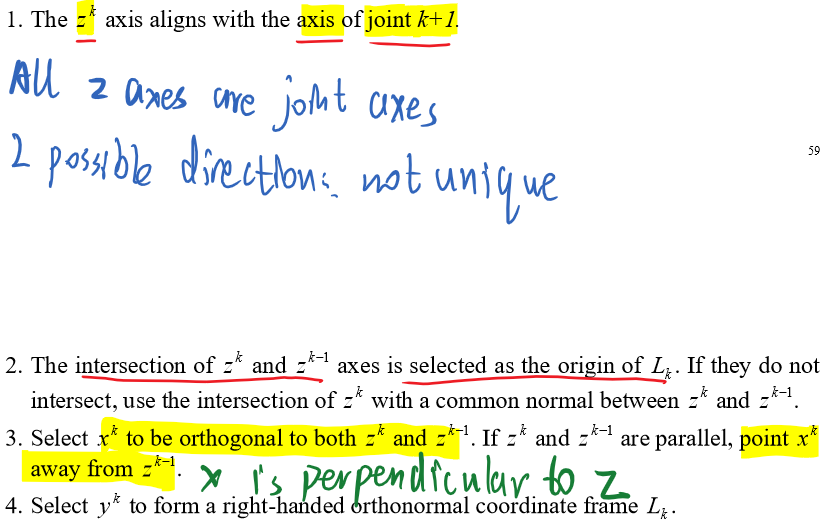 1. The z^k axis aligns with the axis of joint k+1.
All z axes are joint axes
2 possible directions not unique
59
2. The intersection of z^k and z^{k-1} axes is selected as the origin of L_k. If they do not
intersect, use the intersection of z^k with a common normal between z^k and z^{k-1}.
3. Select x^k to be orthogonal to both z^k and z^{k-1}. If z^k and z^{k-1} are parallel, point x^k
away from z^{k-1}.
x is perpendicular to z
4. Select y^k to form a right-handed orthonormal coordinate frame L_k.